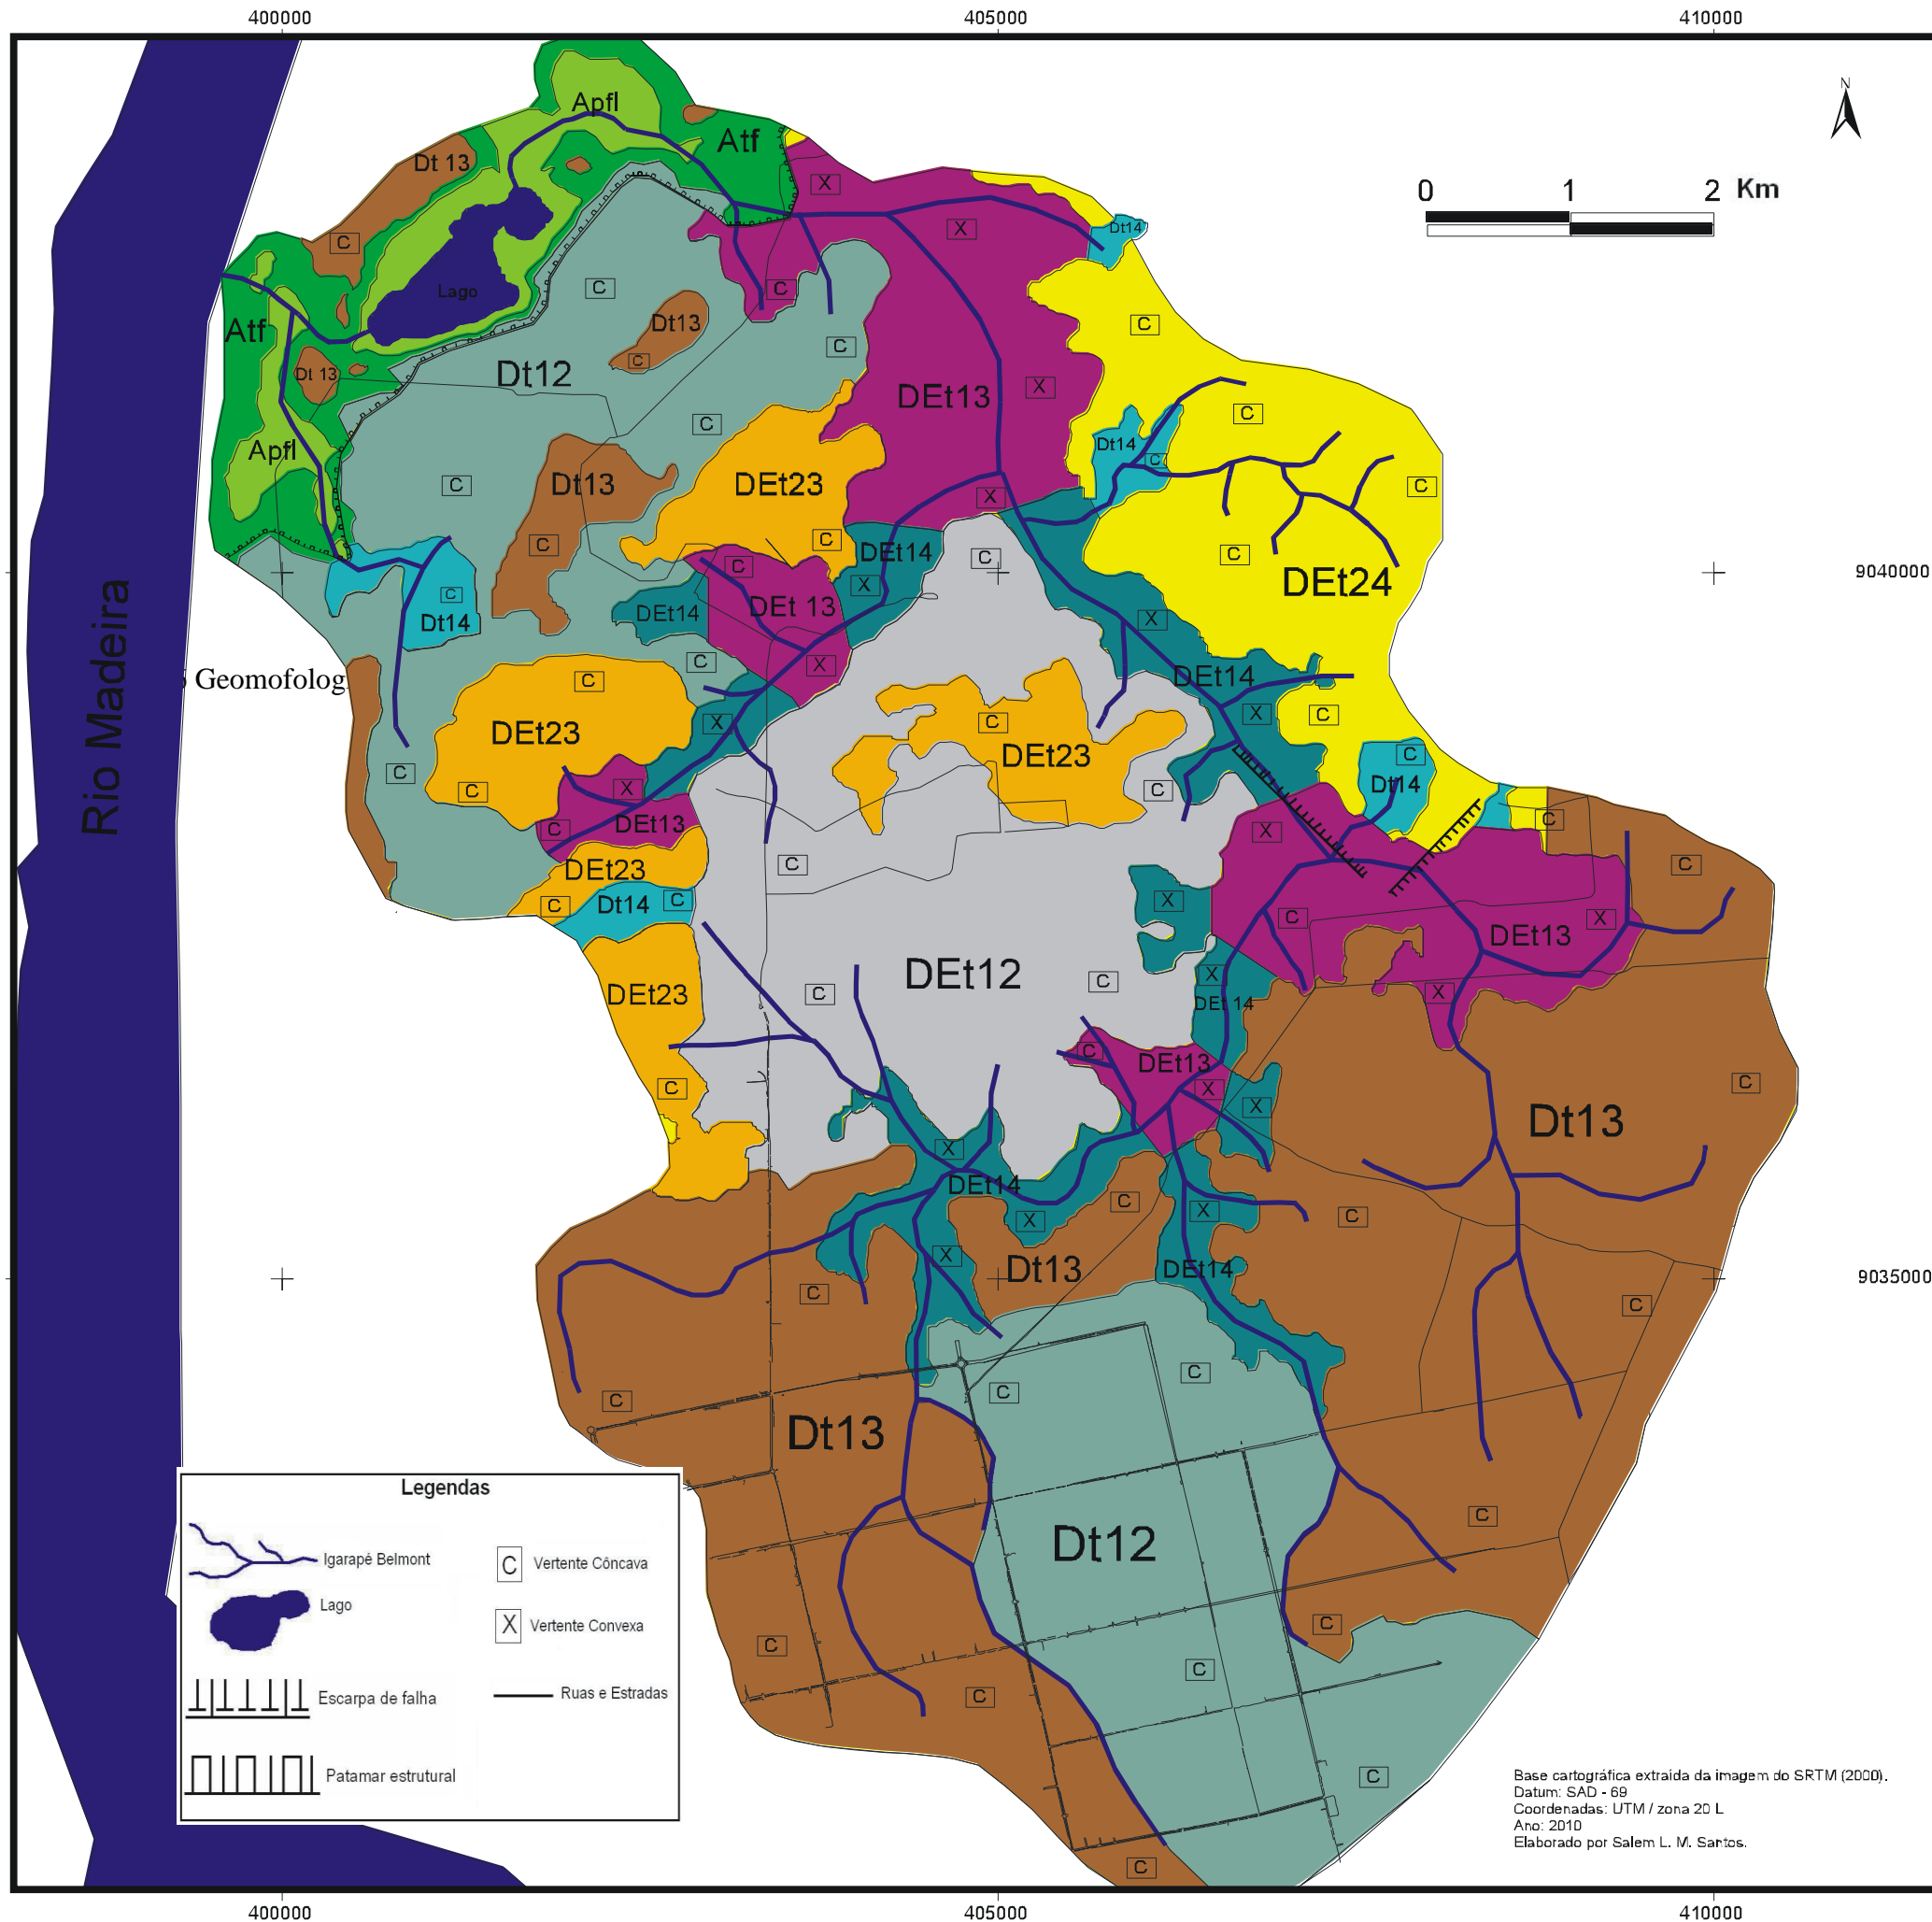 400000 405000 410000
N
0 1 2 Km
Apfl
Atf
Dt 13
X
C
X
Dt14
C
Lago
C
C
Dt13
C
Atf
C
Dt 13
Dt12
X
DEt13
C
C
C
Dt14
C
Apfl
Dt13
DEt23
C
C
X
C
C
DEt14
C
C
9040000
C
X
DEt24
C
Dt14
DEt14
DEt 13
X
Rio Madeira
Geomofolog
C
X
DEt14
C
X
C
X
C
DEt23
DEt23
C
Dt14
C
C
X
C
C
DEt13
C
X
C
DEt23
C
C
Dt14
C
X
C
X
DEt13
DEt12
C
C
X
DEt23
DEt 14
X
C
DEt13
C
X
X
C
Dt13
X
DEt14
C
X
X
C
X
Dt13
DEt14
9035000
C
C
C
C
C
Dt13
C
Dt12
Legendas
Igarapé Belmont
C Vertente Côncava
Lago
X Vertente Convexa
Escarpa de falha
Ruas e Estradas
Patamar estrutural
C
C
C
C
C
Base cartográfica extraida da imagem do SRTM (2000).
Datum: SAD - 69
Coordenadas: UTM / zona 20 L
Ano: 2010
Elaborado por Salem L. M. Santos.
C
400000 405000 410000